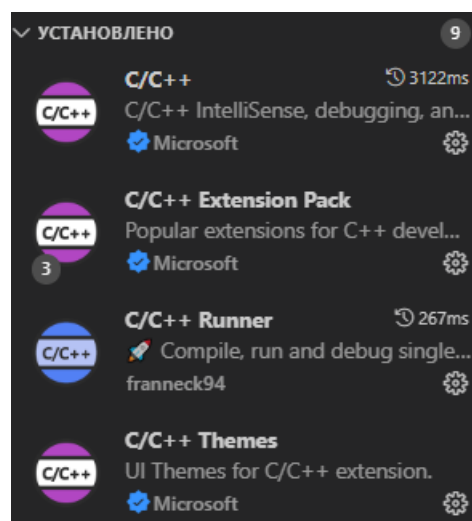 УСТАНОВЛЕНО 9
C/C++ 3122ms
C/C++ C/C++ IntelliSense, debugging, an...
Microsoft
C/C++ Extension Pack
C/C++ Popular extensions for C++ devel...
3 Microsoft
C/C++ Runner 267ms
C/C++ 🚀 Compile, run and debug single...
franneck94
C/C++ Themes
C/C++ UI Themes for C/C++ extension.
Microsoft